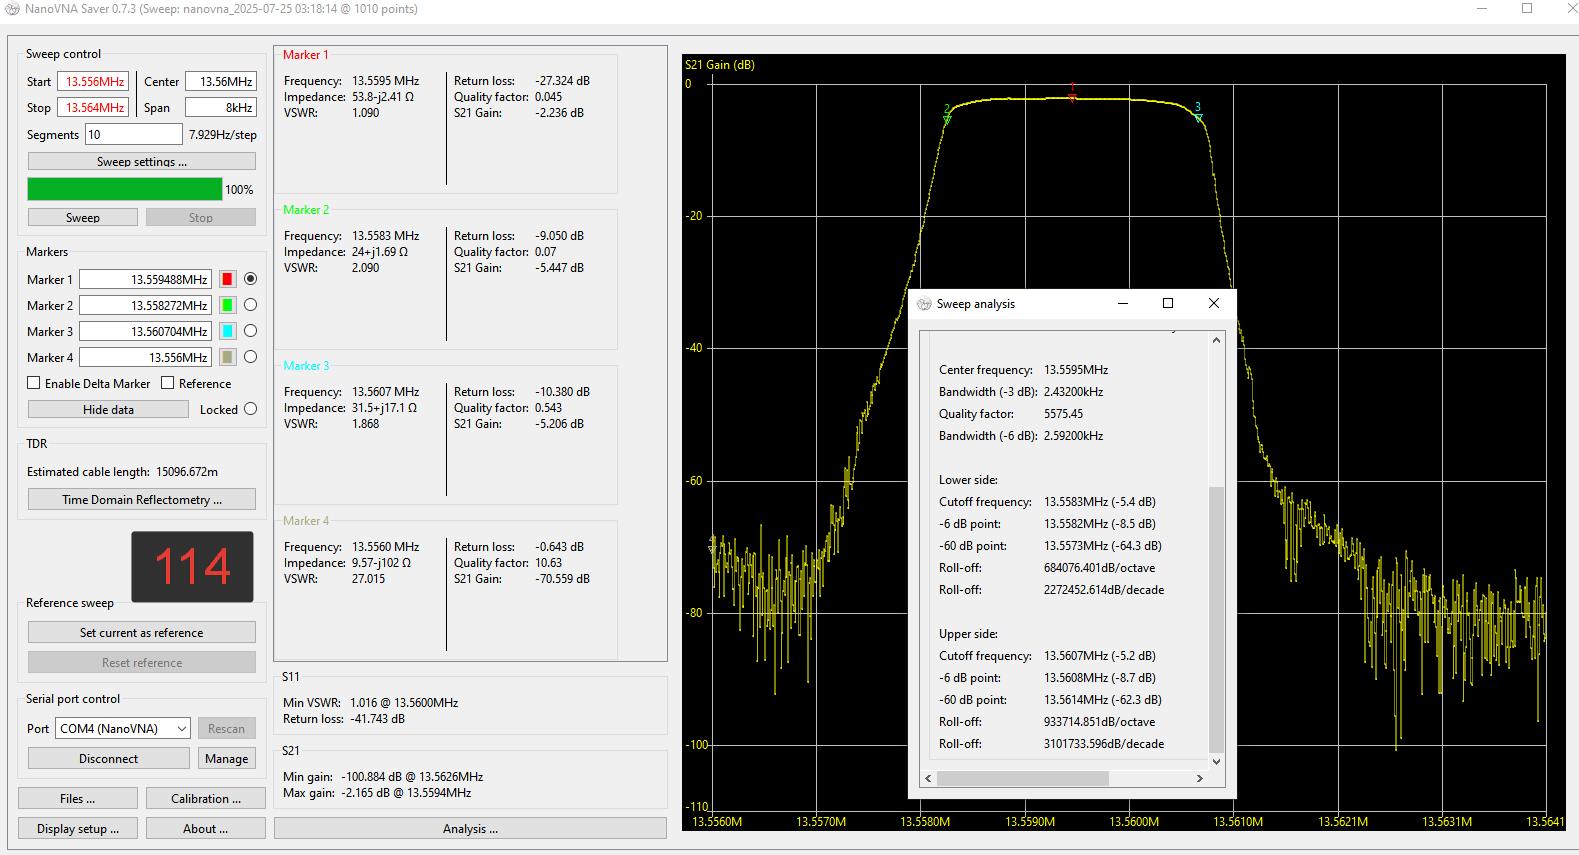 NanoVNA Saver 0.7.3 (Sweep: nanovna_2025-07-25 03:18:14 @ 1010 points)
Sweep control
Start 13.556MHz Center 13.56MHz
Stop 13.564MHz Span 8kHz
Segments 10 7.929Hz/step
Sweep settings ...
100%
Sweep Stop
Markers
Marker 1 13.559488MHz
Marker 2 13.558272MHz
Marker 3 13.560704MHz
Marker 4 13.556MHz
Enable Delta Marker Reference
Hide data Locked
TDR
Estimated cable length: 15096.672m
Time Domain Reflectometry ...
114
Reference sweep
Set current as reference
Reset reference
Serial port control
Port COM4 (NanoVNA) Rescan
Disconnect Manage
Files ... Calibration ...
Display setup ... About ...
Marker 1
Frequency: 13.5595 MHz Return loss: -27.324 dB
Impedance: 53.8-j2.41 Ω Quality factor: 0.045
VSWR: 1.090 S21 Gain: -2.236 dB
Marker 2
Frequency: 13.5583 MHz Return loss: -9.050 dB
Impedance: 24+j1.69 Ω Quality factor: 0.07
VSWR: 2.090 S21 Gain: -5.447 dB
Marker 3
Frequency: 13.5607 MHz Return loss: -10.380 dB
Impedance: 31.5+j17.1 Ω Quality factor: 0.543
VSWR: 1.868 S21 Gain: -5.206 dB
Marker 4
Frequency: 13.5560 MHz Return loss: -0.643 dB
Impedance: 9.57-j102 Ω Quality factor: 10.63
VSWR: 27.015 S21 Gain: -70.559 dB
S11
Min VSWR: 1.016 @ 13.5600MHz
Return loss: -41.743 dB
S21
Min gain: -100.884 dB @ 13.5626MHz
Max gain: -2.165 dB @ 13.5594MHz
Analysis ...
S21 Gain (dB)
0
-20
-40
-60
-80
-100
-110
1
2
3
13.5560M 13.5570M 13.5580M 13.5590M 13.5600M 13.5610M 13.5621M 13.5631M 13.5641
Sweep analysis
Center frequency: 13.5595MHz
Bandwidth (-3 dB): 2.43200kHz
Quality factor: 5575.45
Bandwidth (-6 dB): 2.59200kHz
Lower side:
Cutoff frequency: 13.5583MHz (-5.4 dB)
-6 dB point: 13.5582MHz (-8.5 dB)
-60 dB point: 13.5573MHz (-64.3 dB)
Roll-off: 684076.401dB/octave
Roll-off: 2272452.614dB/decade
Upper side:
Cutoff frequency: 13.5607MHz (-5.2 dB)
-6 dB point: 13.5608MHz (-8.7 dB)
-60 dB point: 13.5614MHz (-62.3 dB)
Roll-off: 933714.851dB/octave
Roll-off: 3101733.596dB/decade